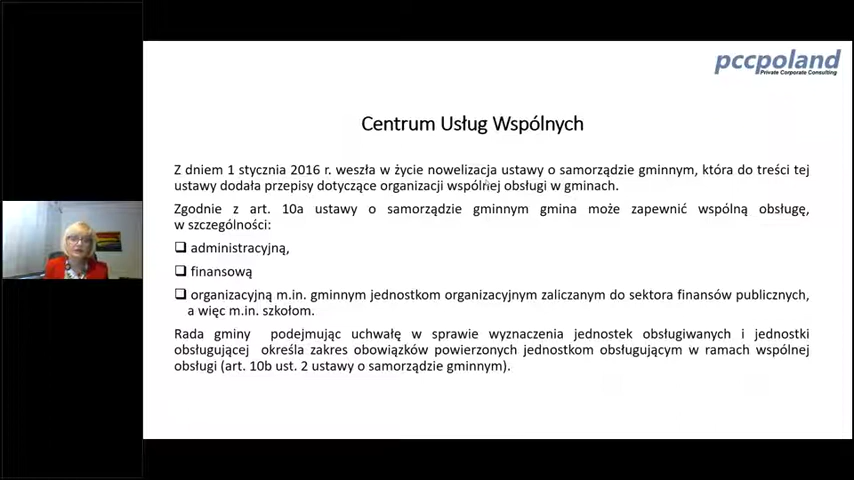 pccpoland
Private Corporate Consulting
Centrum Usług Wspólnych
Z dniem 1 stycznia 2016 r. weszła w życie nowelizacja ustawy o samorządzie gminnym, która do treści tej
ustawy dodała przepisy dotyczące organizacji wspólnej obsługi w gminach.
Zgodnie z art. 10a ustawy o samorządzie gminnym gmina może zapewnić wspólną obsługę,
w szczególności:
❑ administracyjną,
❑ finansową
❑ organizacyjną m.in. gminnym jednostkom organizacyjnym zaliczanym do sektora finansów publicznych,
a więc m.in. szkołom.
Rada gminy podejmując uchwałę w sprawie wyznaczenia jednostek obsługiwanych i jednostki
obsługującej określa zakres obowiązków powierzonych jednostkom obsługującym w ramach wspólnej
obsługi (art. 10b ust. 2 ustawy o samorządzie gminnym).